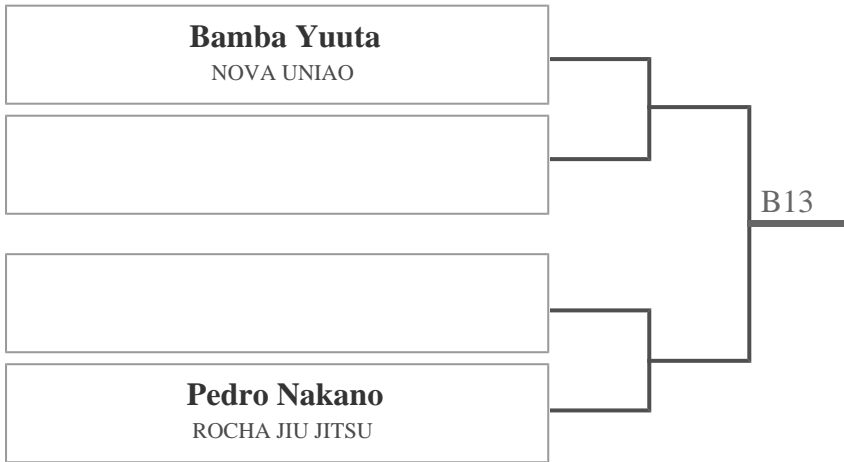 Bamba Yuuta
NOVA UNIAO
B13
Pedro Nakano
ROCHA JIU JITSU